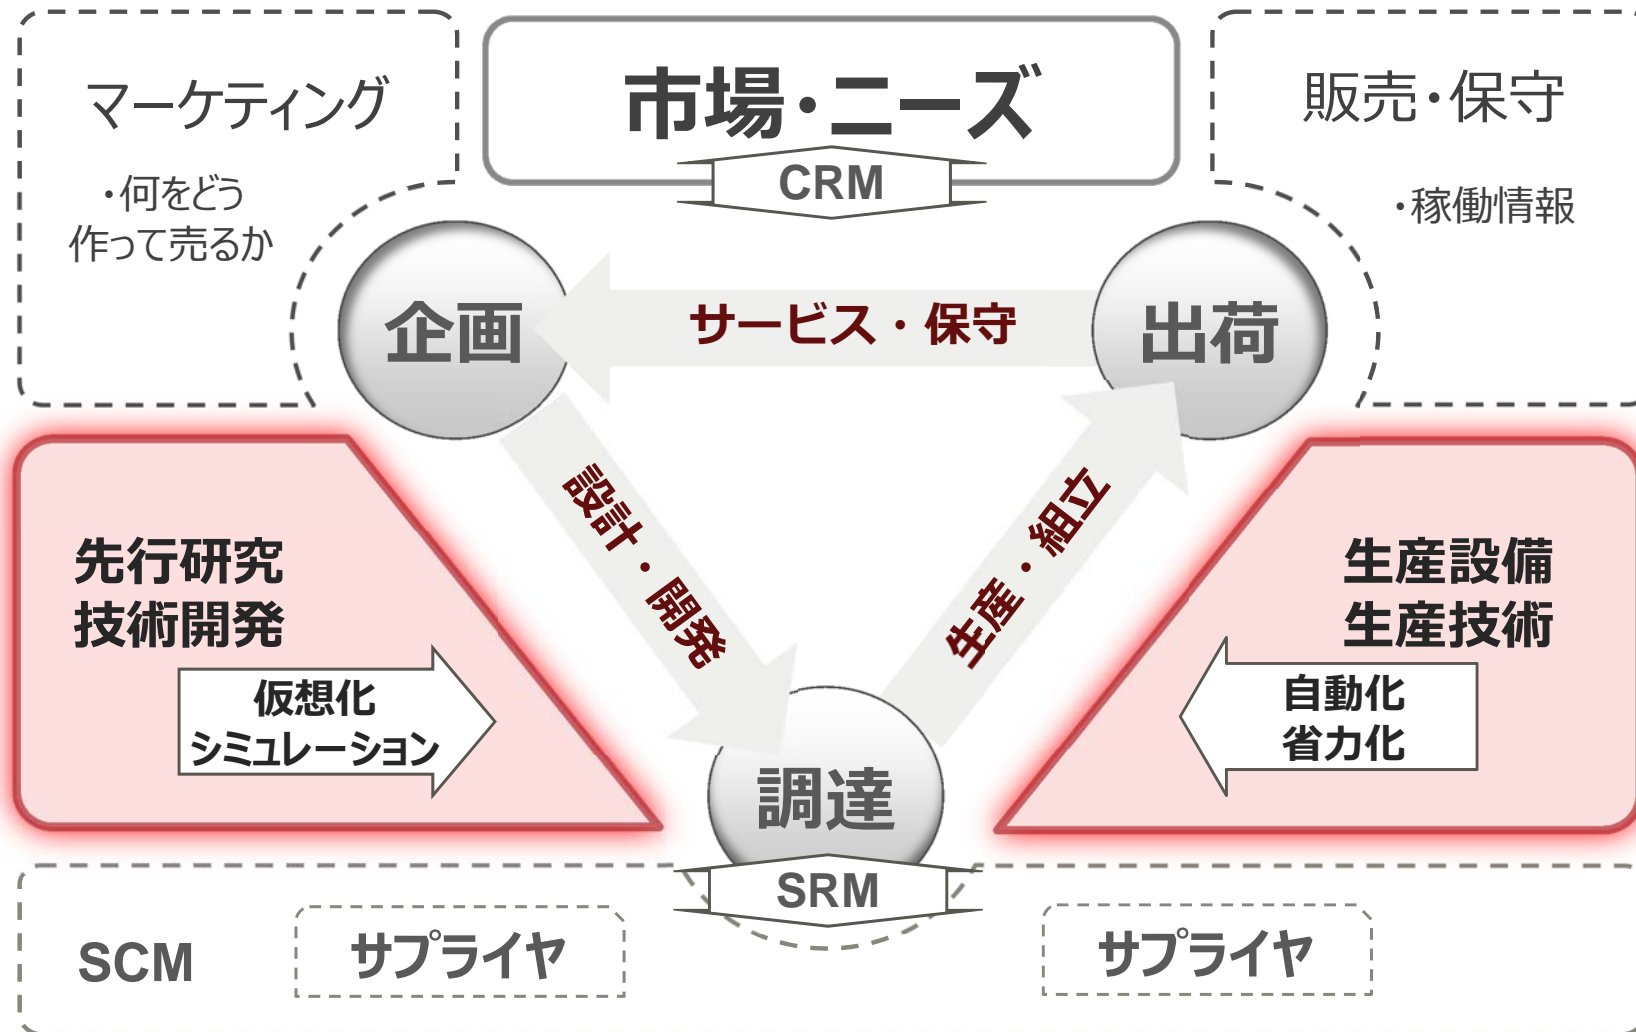 マーケティング
・何をどう
作って売るか
市場・ニーズ
CRM
販売・保守
・稼働情報
企画
サービス・保守
出荷
設計・開発
生産・組立
先行研究
技術開発
仮想化
シミュレーション
生産設備
生産技術
自動化
省力化
調達
SRM
SCM
サプライヤ
サプライヤ